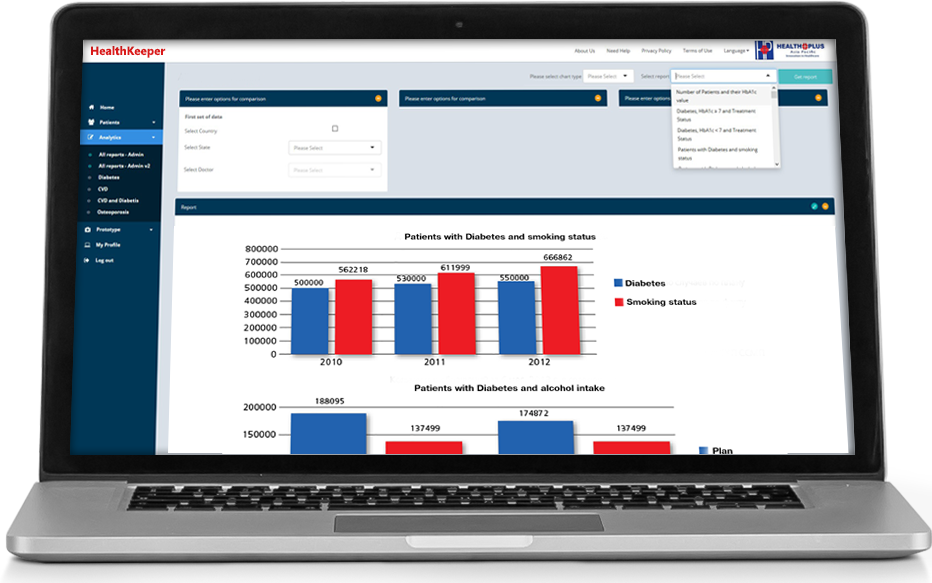 HealthKeeper
About Us Need Help Privacy Policy Terms of Use Language
HEALTH PLUS
Asia Pacific
Please select chart type Please Select Select report Please Select Get report
Home
Patients
Analytics
All reports - Admin
All reports - Admin v2
Diabetes
CVD
CVD and Diabetis
Osteoporosis
Prototype
My Profile
Log out
Please enter options for comparison
First set of data
Select Country
Select State Please Select
Select Doctor Please Select
Please enter options for comparison
Please enter options
Number of Patients and their HbA1c
value
Diabetes, HbA1c ≥ 7 and Treatment
Status
Diabetes, HbA1c < 7 and Treatment
Status
Patients with Diabetes and smoking
status
Report
Patients with Diabetes and smoking status
800000
700000
600000
500000
400000
300000
200000
100000
0
500000 562218 530000 611999 550000 666862
2010 2011 2012
Diabetes
Smoking status
Patients with Diabetes and alcohol intake
200000
150000
188095 137499 174872 137499
Plan